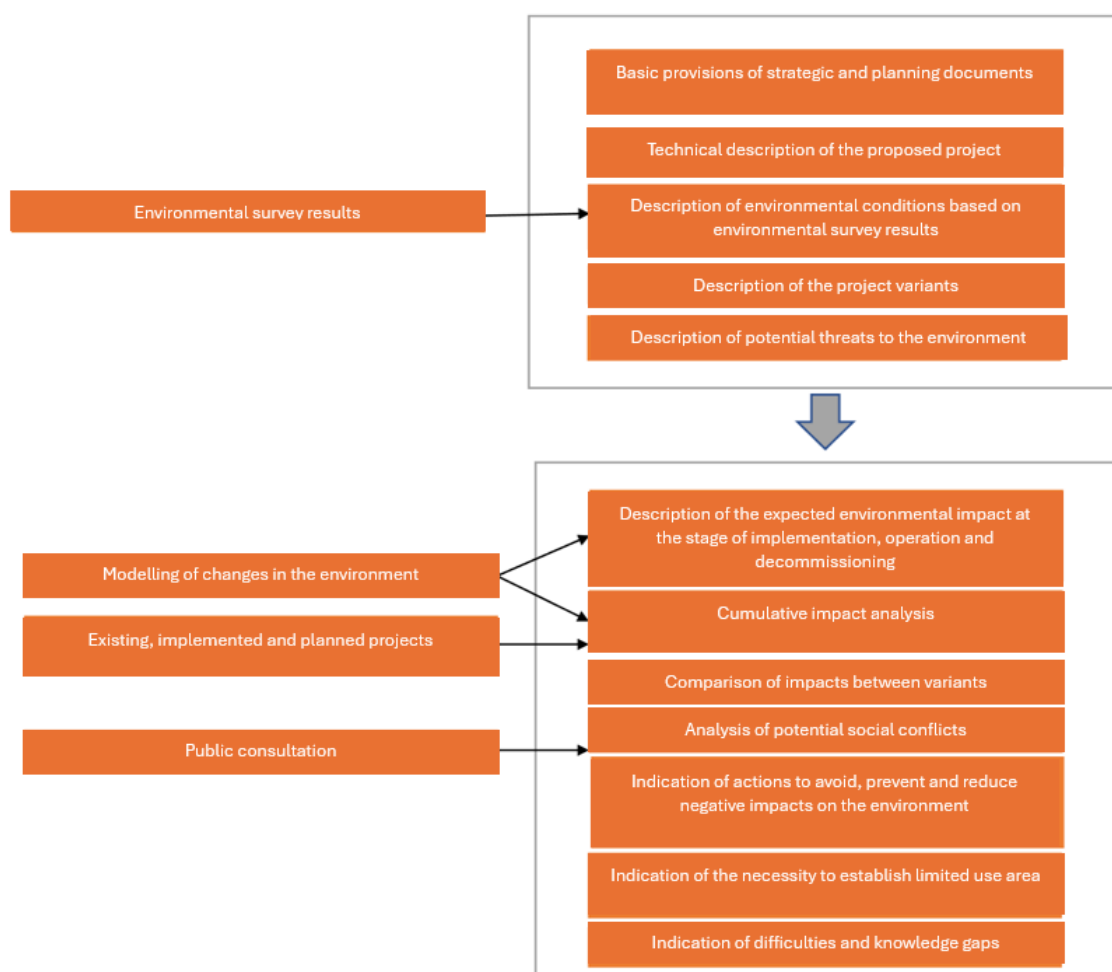 Basic provisions of strategic and planning documents
Technical description of the proposed project
Environmental survey results
Description of environmental conditions based on
environmental survey results
Description of the project variants
Description of potential threats to the environment
Description of the expected environmental impact at
the stage of implementation, operation and
decommissioning
Modelling of changes in the environment
Cumulative impact analysis
Existing, implemented and planned projects
Comparison of impacts between variants
Analysis of potential social conflicts
Public consultation
Indication of actions to avoid, prevent and reduce
negative impacts on the environment
Indication of the necessity to establish limited use area
Indication of difficulties and knowledge gaps